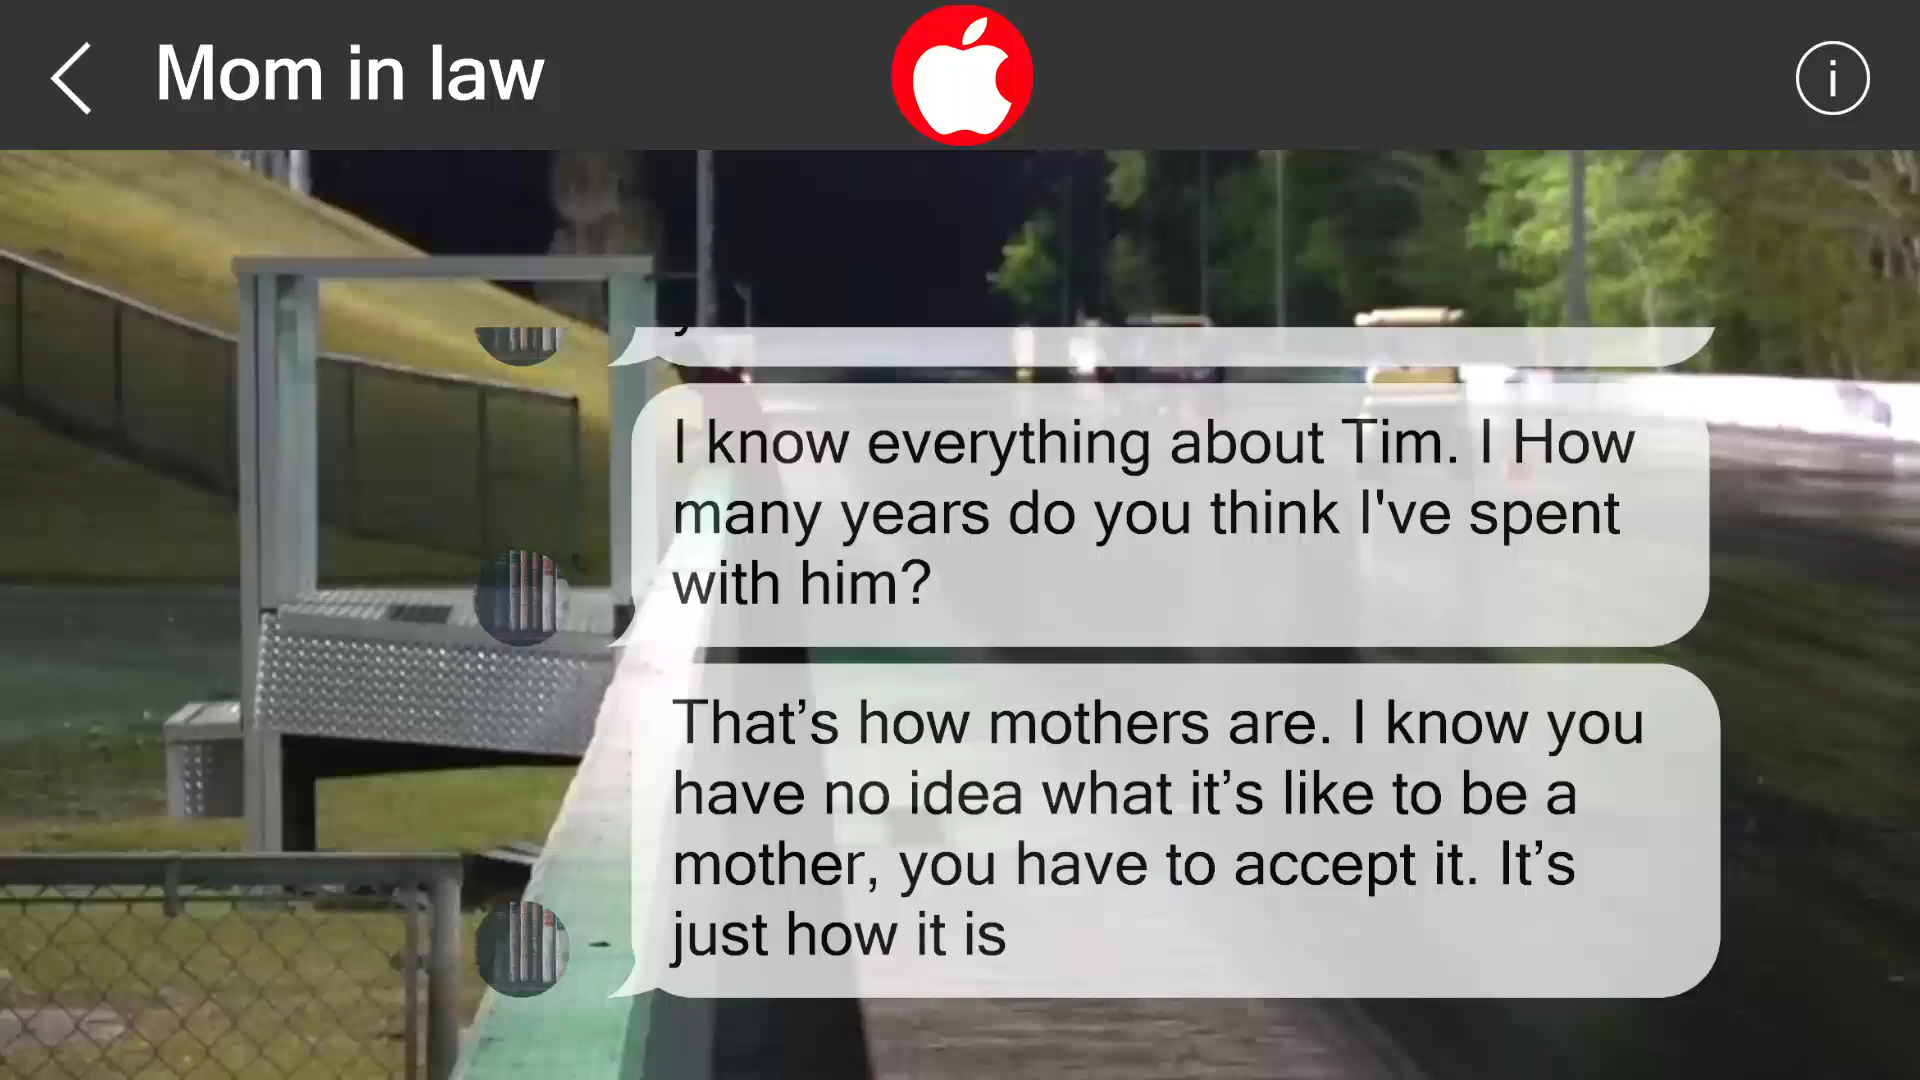 Mom in law
I know everything about Tim. I How
many years do you think I've spent
with him?
That’s how mothers are. I know you
have no idea what it’s like to be a
mother, you have to accept it. It’s
just how it is